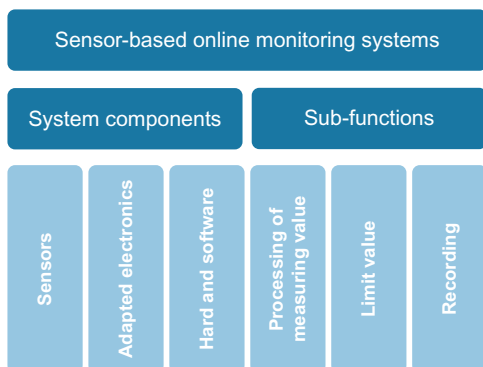 Sensor-based online monitoring systems
System components
Sub-functions
Sensors
Adapted electronics
Hard and software
Processing of
measuring value
Limit value
Recording